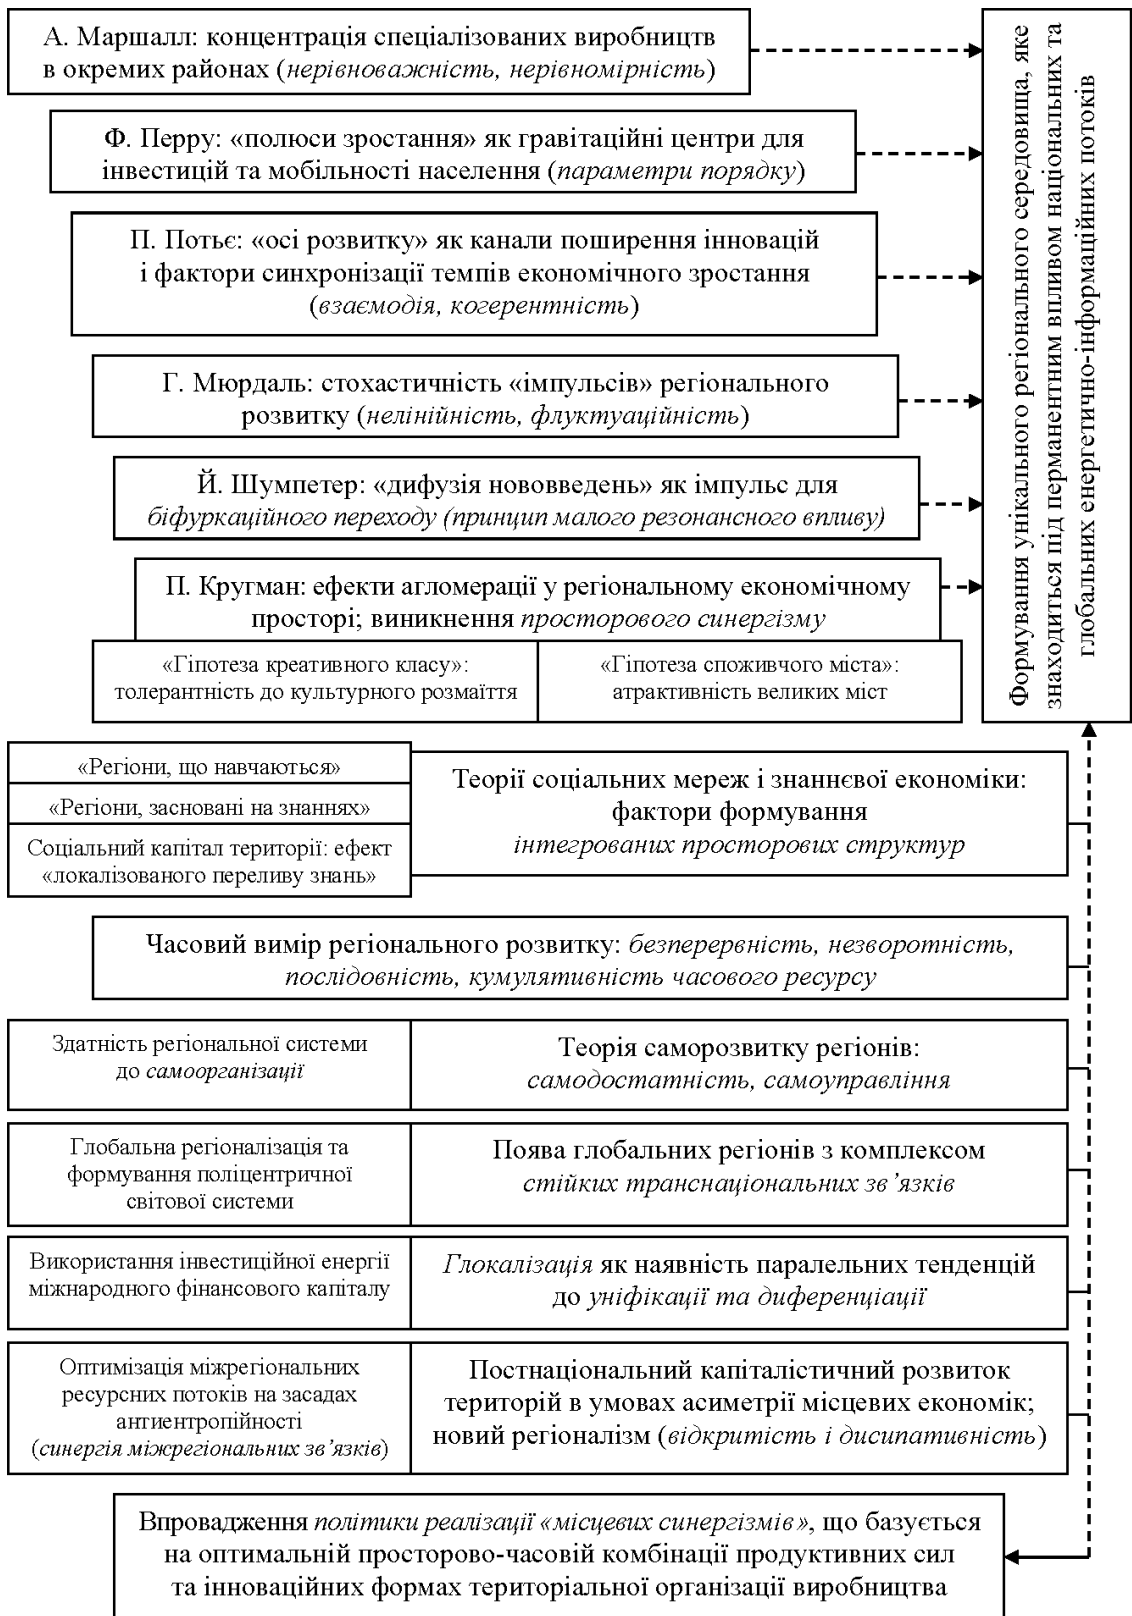 А. Маршалл: концентрація спеціалізованих виробництв
в окремих районах (нерівноважність, нерівномірність)
Ф. Перру: «полюси зростання» як гравітаційні центри для
інвестицій та мобільності населення (параметри порядку)
П. Потьє: «осі розвитку» як канали поширення інновацій
і фактори синхронізації темпів економічного зростання
(взаємодія, когерентність)
Г. Мюрдаль: стохастичність «імпульсів» регіонального
розвитку (нелінійність, флуктуаційність)
Й. Шумпетер: «дифузія нововведень» як імпульс для
біфуркаційного переходу (принцип малого резонансного впливу)
П. Кругман: ефекти агломерації у регіональному економічному
просторі; виникнення просторового синергізму
«Гіпотеза креативного класу»:
толерантність до культурного розмаїття
«Гіпотеза споживчого міста»:
атрактивність великих міст
Формування унікального регіонального середовища, яке
знаходиться під перманентним впливом національних та
глобальних енергетично-інформаційних потоків
«Регіони, що навчаються»
«Регіони, засновані на знаннях»
Соціальний капітал території: ефект
«локалізованого переливу знань»
Теорії соціальних мереж і знаннєвої економіки:
фактори формування
інтегрованих просторових структур
Часовий вимір регіонального розвитку: безперервність, незворотність,
послідовність, кумулятивність часового ресурсу
Здатність регіональної системи
до самоорганізації
Теорія саморозвитку регіонів:
самодостатність, самоуправління
Глобальна регіоналізація та
формування поліцентричної
світової системи
Поява глобальних регіонів з комплексом
стійких транснаціональних зв’язків
Використання інвестиційної енергії
міжнародного фінансового капіталу
Глокалізація як наявність паралельних тенденцій
до уніфікації та диференціації
Оптимізація міжрегіональних
ресурсних потоків на засадах
антиентропійності
(синергія міжрегіональних зв’язків)
Постнаціональний капіталістичний розвиток
територій в умовах асиметрії місцевих економік;
новий регіоналізм (відкритість і дисипативність)
Впровадження політики реалізації «місцевих синергізмів», що базується
на оптимальній просторово-часовій комбінації продуктивних сил
та інноваційних формах територіальної організації виробництва